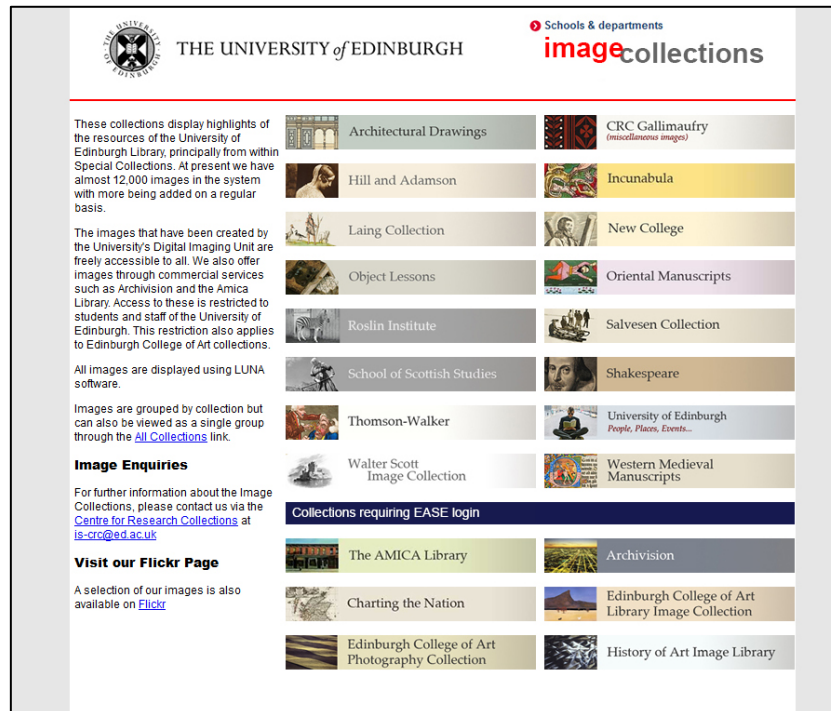 THE UNIVERSITY of EDINBURGH
Schools & departments
imagecollections
These collections display highlights of
the resources of the University of
Edinburgh Library, principally from within
Special Collections. At present we have
almost 12,000 images in the system
with more being added on a regular
basis.
The images that have been created by
the University's Digital Imaging Unit are
freely accessible to all. We also offer
images through commercial services
such as Archivision and the Amica
Library. Access to these is restricted to
students and staff of the University of
Edinburgh. This restriction also applies
to Edinburgh College of Art collections.
All images are displayed using LUNA
software.
Images are grouped by collection but
can also be viewed as a single group
through the All Collections link.
Image Enquiries
For further information about the Image
Collections, please contact us via the
Centre for Research Collections at
is-crc@ed.ac.uk
Visit our Flickr Page
A selection of our images is also
available on Flickr
Architectural Drawings
CRC Gallimaufry
(miscellaneous images)
Hill and Adamson
Incunabula
Laing Collection
New College
Object Lessons
Oriental Manuscripts
Roslin Institute
Salvesen Collection
School of Scottish Studies
Shakespeare
Thomson-Walker
University of Edinburgh
People, Places, Events...
Walter Scott
Image Collection
Western Medieval
Manuscripts
Collections requiring EASE login
The AMICA Library
Archivision
Charting the Nation
Edinburgh College of Art
Library Image Collection
Edinburgh College of Art
Photography Collection
History of Art Image Library